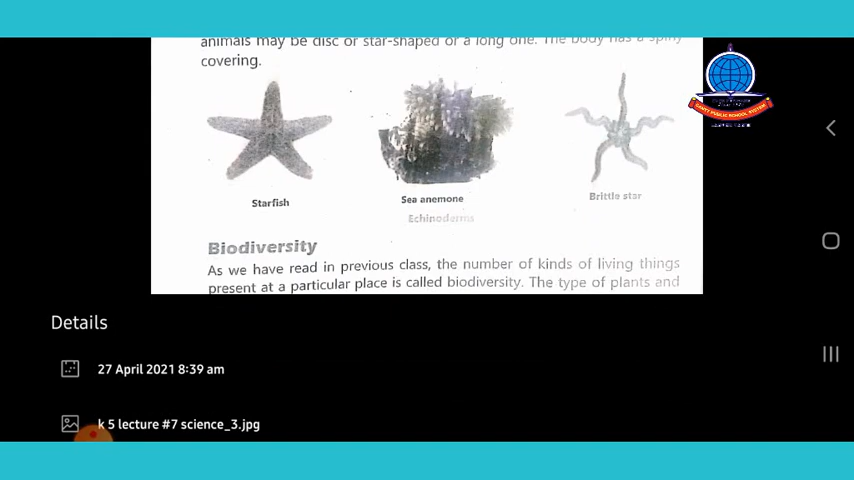 animals may be disc or star-shaped or a long one. The body has a spiny
covering.
Starfish
Sea anemone
Brittle star
Echinoderms
Biodiversity
As we have read in previous class, the number of kinds of living things
present at a particular place is called biodiversity. The type of plants and
Details
27 April 2021 8:39 am
k 5 lecture #7 science_3.jpg